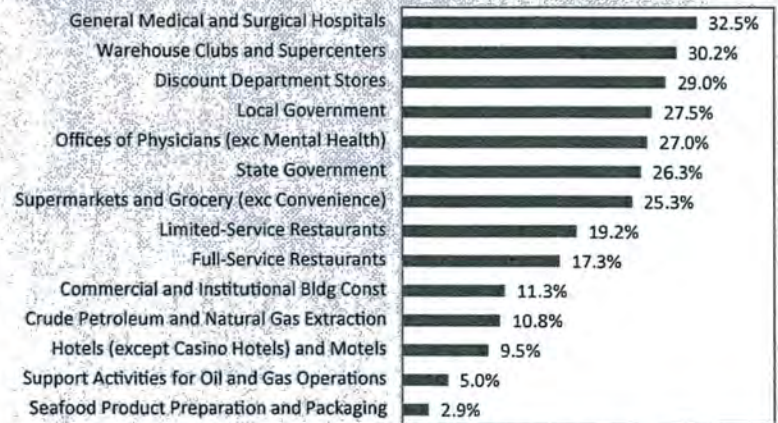 General Medical and Surgical Hospitals 32.5%
Warehouse Clubs and Supercenters 30.2%
Discount Department Stores 29.0%
Local Government 27.5%
Offices of Physicians (exc Mental Health) 27.0%
State Government 26.3%
Supermarkets and Grocery (exc Convenience) 25.3%
Limited-Service Restaurants 19.2%
Full-Service Restaurants 17.3%
Commercial and Institutional Bldg Const 11.3%
Crude Petroleum and Natural Gas Extraction 10.8%
Hotels (except Casino Hotels) and Motels 9.5%
Support Activities for Oil and Gas Operations 5.0%
Seafood Product Preparation and Packaging 2.9%